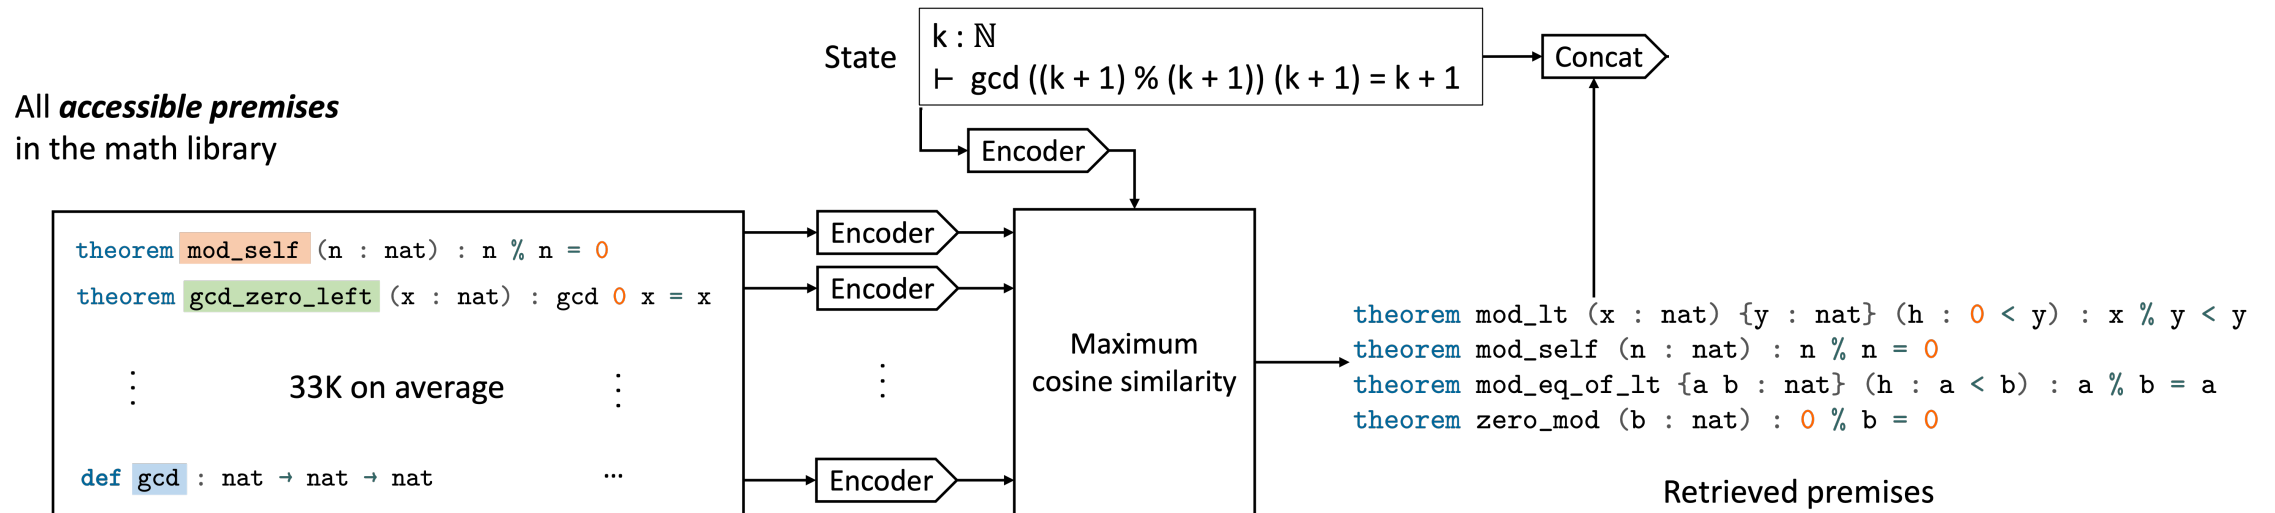 State
k : ℕ
⊢ gcd ((k + 1) % (k + 1)) (k + 1) = k + 1
Concat
All accessible premises
in the math library
Encoder
theorem mod_self (n : nat) : n % n = 0
theorem gcd_zero_left (x : nat) : gcd 0 x = x
⋮ 33K on average ⋮
def gcd : nat → nat → nat ...
Encoder
Encoder
⋮
Encoder
Maximum
cosine similarity
theorem mod_lt (x : nat) {y : nat} (h : 0 < y) : x % y < y
theorem mod_self (n : nat) : n % n = 0
theorem mod_eq_of_lt {a b : nat} (h : a < b) : a % b = a
theorem zero_mod (b : nat) : 0 % b = 0
Retrieved premises